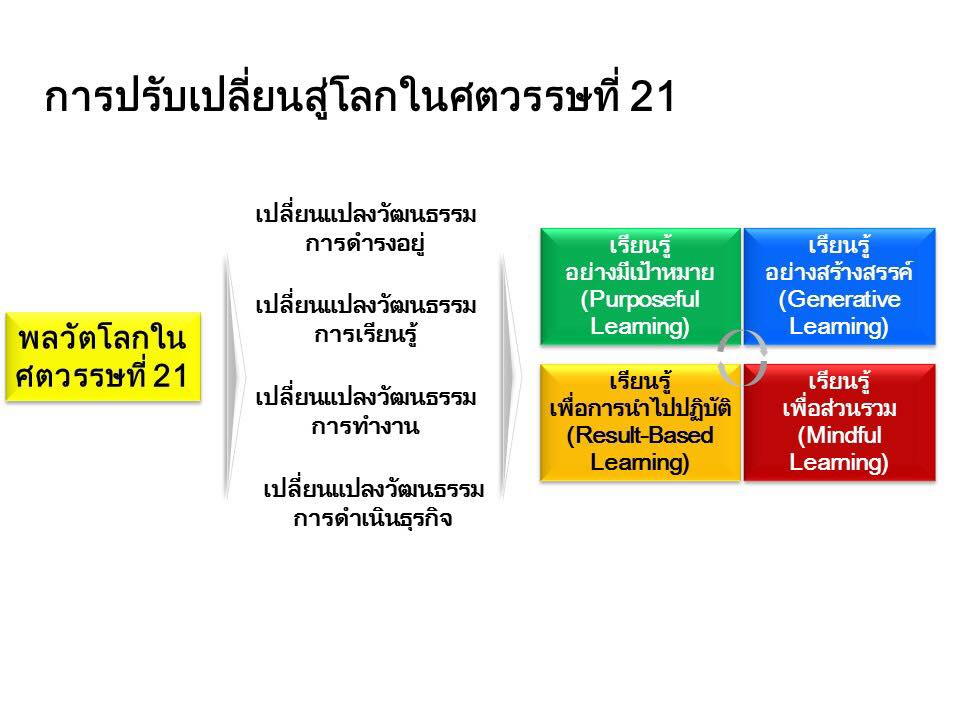 การปรับเปลี่ยนสู่โลกในศตวรรษที่ 21
พลวัตโลกใน
ศตวรรษที่ 21
เปลี่ยนแปลงวัฒนธรรม
การดำรงอยู่
เปลี่ยนแปลงวัฒนธรรม
การเรียนรู้
เปลี่ยนแปลงวัฒนธรรม
การทำงาน
เปลี่ยนแปลงวัฒนธรรม
การดำเนินธุรกิจ
เรียนรู้
อย่างมีเป้าหมาย
(Purposeful
Learning)
เรียนรู้
อย่างสร้างสรรค์
(Generative
Learning)
เรียนรู้
เพื่อการนำไปปฏิบัติ
(Result-Based
Learning)
เรียนรู้
เพื่อส่วนรวม
(Mindful
Learning)